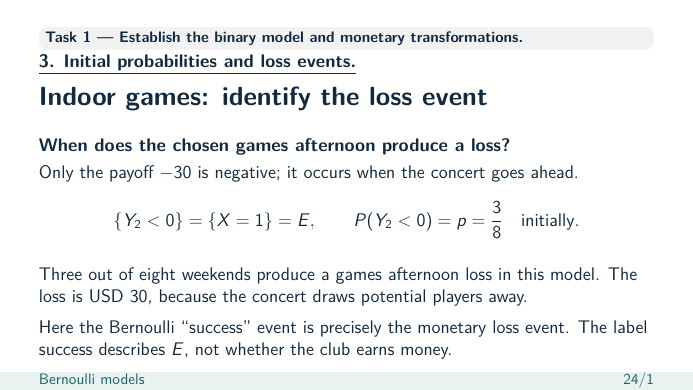 Task 1 — Establish the binary model and monetary transformations.
3. Initial probabilities and loss events.
Indoor games: identify the loss event
When does the chosen games afternoon produce a loss?
Only the payoff −30 is negative; it occurs when the concert goes ahead.
{Y₂ < 0} = {X = 1} = E, P(Y₂ < 0) = p = 3/8 initially.
Three out of eight weekends produce a games afternoon loss in this model. The
loss is USD 30, because the concert draws potential players away.
Here the Bernoulli “success” event is precisely the monetary loss event. The label
success describes E, not whether the club earns money.
Bernoulli models 24/1